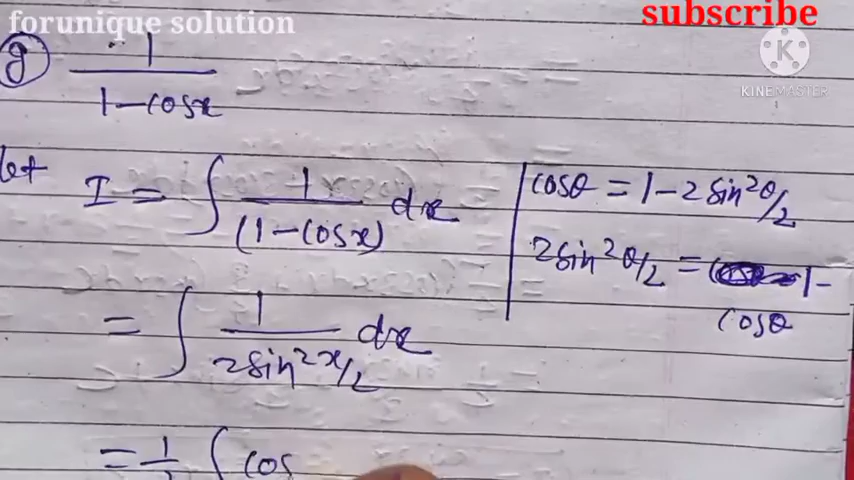 forunique solution
subscribe
KINEMASTER
g) 1/(1-cosx)
let I = ∫ 1/(1-cosx) dx
= ∫ 1/(2sin²x/2) dx
= 1/2 ∫ cos
cosθ = 1-2sin²θ/2
2sin²θ/2 = 1-
cosθ